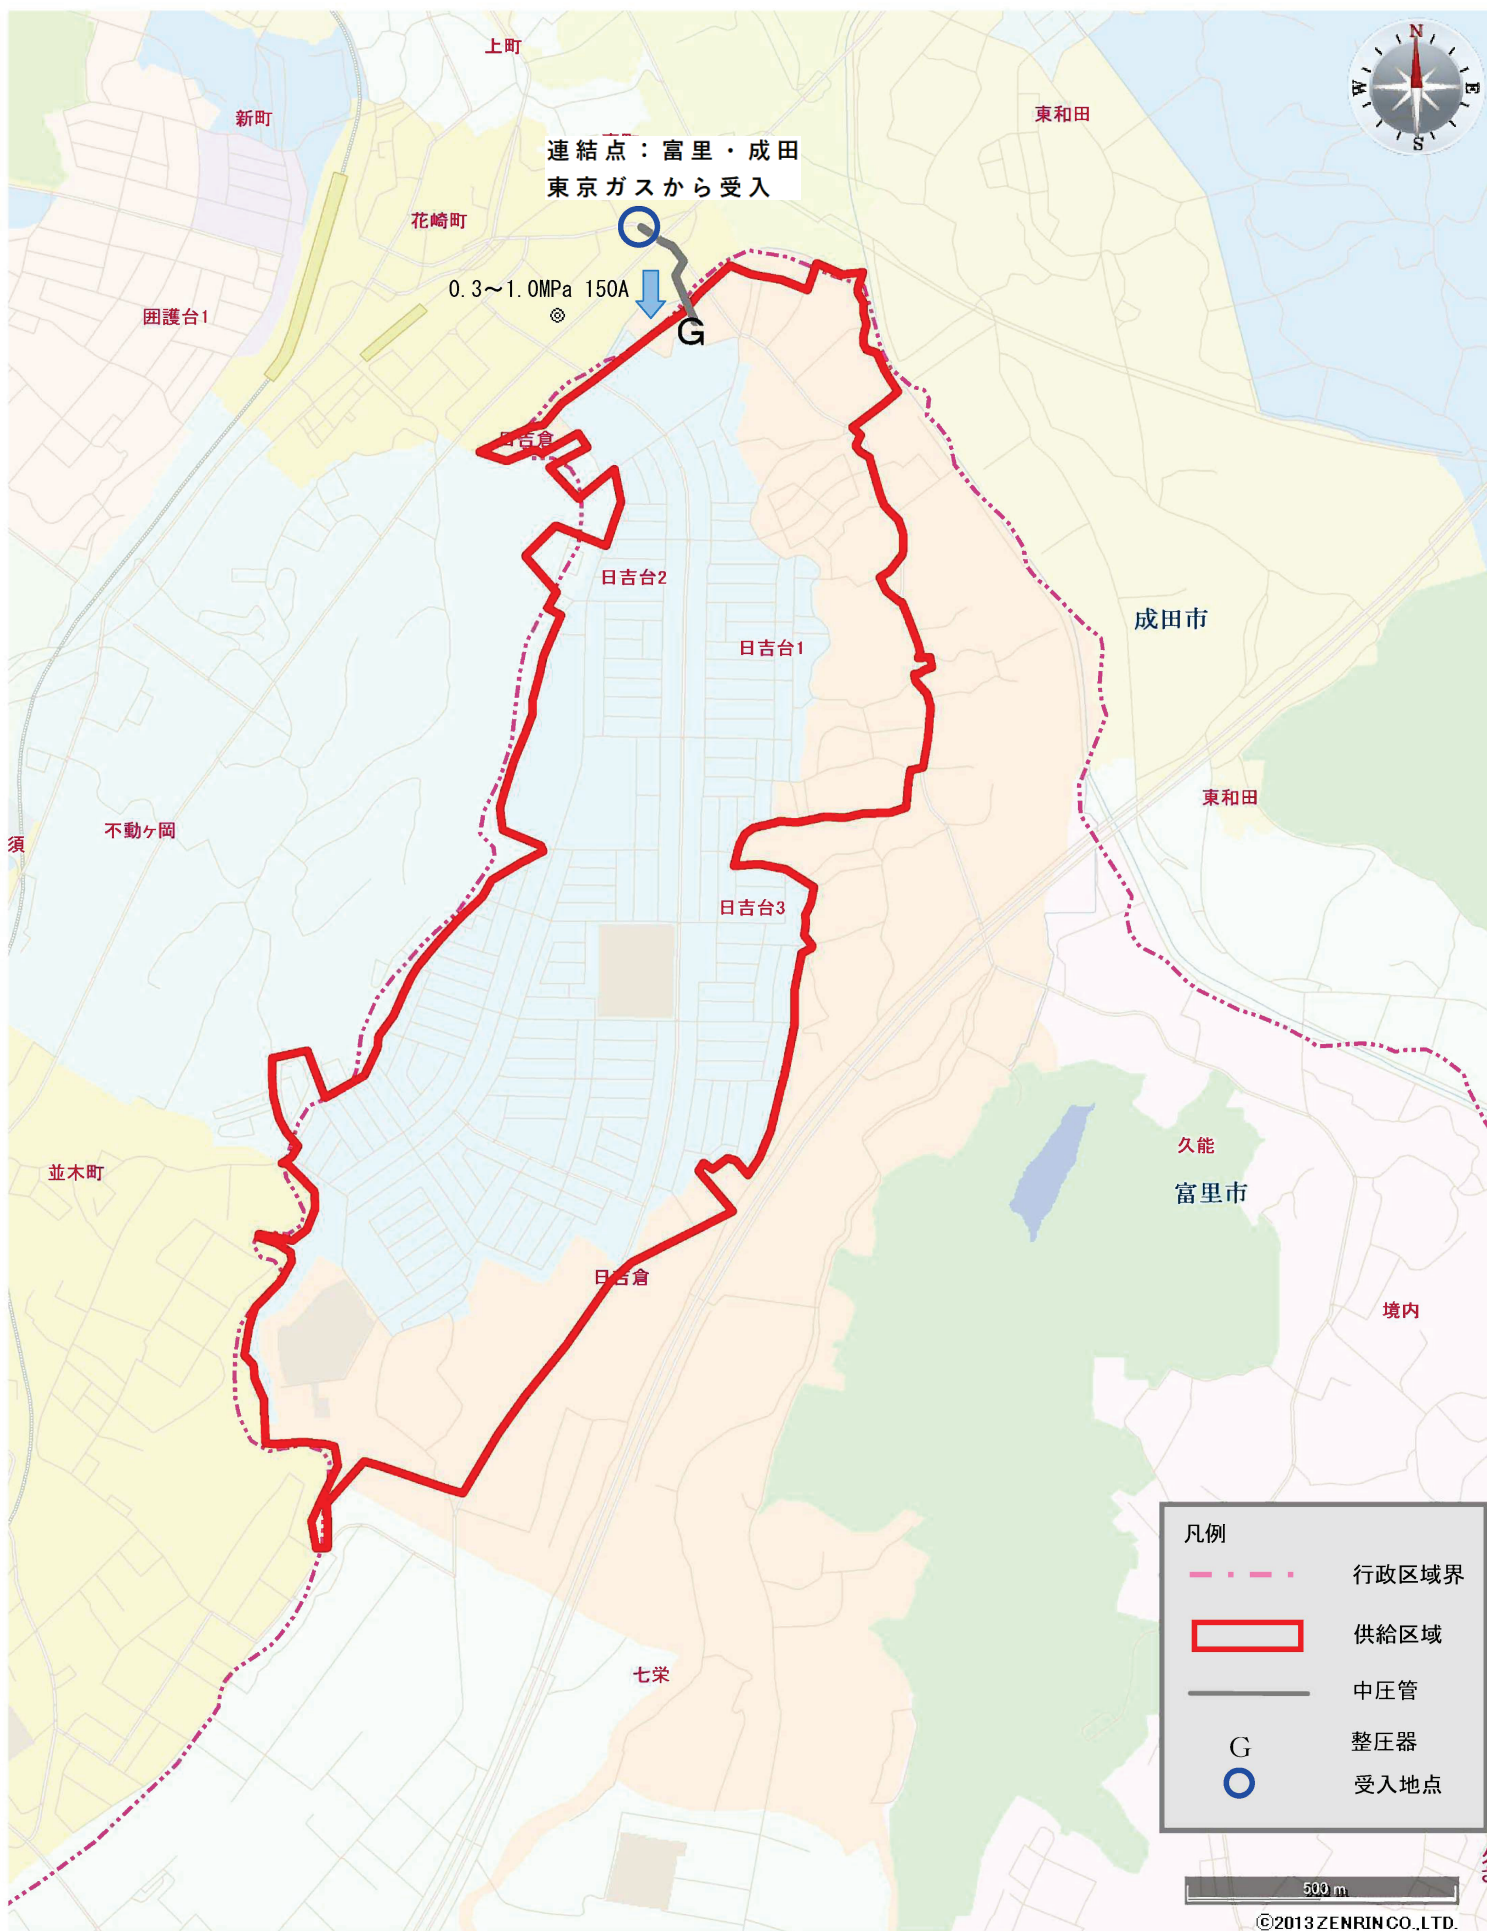 上町
N
W
E
S
新町
東和田
連結点：富里・成田
東京ガスから受入
花崎町
0.3～1.0MPa 150A
囲護台1
G
日吉倉
日吉台2
成田市
日吉台1
東和田
不動ヶ岡
須
日吉台3
久能
並木町
富里市
日吉倉
境内
凡例
行政区域界
供給区域
中圧管
G 整圧器
受入地点
七栄
500 m
©2013 ZENRIN CO.,LTD.